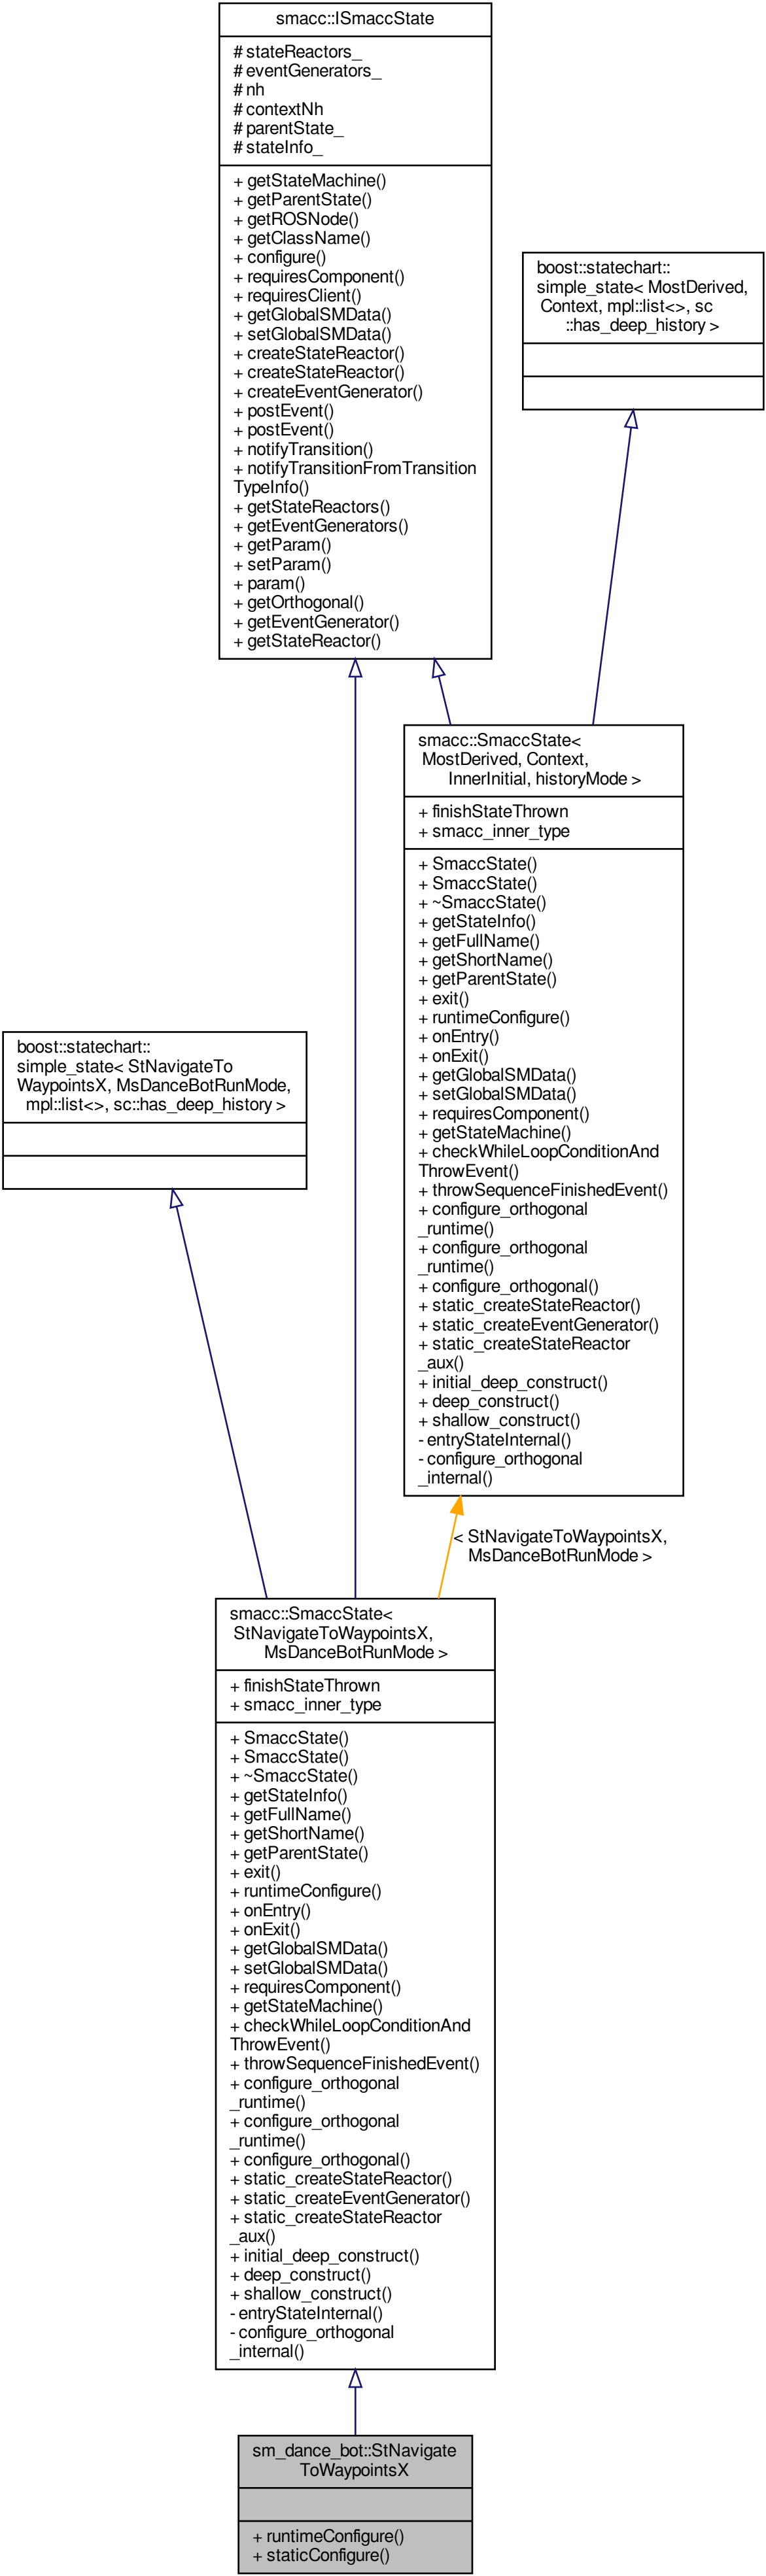 smacc::ISmaccState
# stateReactors_
# eventGenerators_
# nh
# contextNh
# parentState_
# stateInfo_
+ getStateMachine()
+ getParentState()
+ getROSNode()
+ getClassName()
+ configure()
+ requiresComponent()
+ requiresClient()
+ getGlobalSMData()
+ setGlobalSMData()
+ createStateReactor()
+ createStateReactor()
+ createEventGenerator()
+ postEvent()
+ postEvent()
+ notifyTransition()
+ notifyTransitionFromTransition
TypeInfo()
+ getStateReactors()
+ getEventGenerators()
+ getParam()
+ setParam()
+ param()
+ getOrthogonal()
+ getEventGenerator()
+ getStateReactor()
boost::statechart::
simple_state< MostDerived,
Context, mpl::list<>, sc
::has_deep_history >
smacc::SmaccState<
MostDerived, Context,
InnerInitial, historyMode >
+ finishStateThrown
+ smacc_inner_type
+ SmaccState()
+ SmaccState()
+ ~SmaccState()
+ getStateInfo()
+ getFullName()
+ getShortName()
+ getParentState()
+ exit()
+ runtimeConfigure()
+ onEntry()
+ onExit()
+ getGlobalSMData()
+ setGlobalSMData()
+ requiresComponent()
+ getStateMachine()
+ checkWhileLoopConditionAnd
ThrowEvent()
+ throwSequenceFinishedEvent()
+ configure_orthogonal
_runtime()
+ configure_orthogonal
_runtime()
+ configure_orthogonal()
+ static_createStateReactor()
+ static_createEventGenerator()
+ static_createStateReactor
_aux()
+ initial_deep_construct()
+ deep_construct()
+ shallow_construct()
- entryStateInternal()
- configure_orthogonal
_internal()
boost::statechart::
simple_state< StNavigateTo
WaypointsX, MsDanceBotRunMode,
mpl::list<>, sc::has_deep_history >
< StNavigateToWaypointsX,
MsDanceBotRunMode >
smacc::SmaccState<
StNavigateToWaypointsX,
MsDanceBotRunMode >
+ finishStateThrown
+ smacc_inner_type
+ SmaccState()
+ SmaccState()
+ ~SmaccState()
+ getStateInfo()
+ getFullName()
+ getShortName()
+ getParentState()
+ exit()
+ runtimeConfigure()
+ onEntry()
+ onExit()
+ getGlobalSMData()
+ setGlobalSMData()
+ requiresComponent()
+ getStateMachine()
+ checkWhileLoopConditionAnd
ThrowEvent()
+ throwSequenceFinishedEvent()
+ configure_orthogonal
_runtime()
+ configure_orthogonal
_runtime()
+ configure_orthogonal()
+ static_createStateReactor()
+ static_createEventGenerator()
+ static_createStateReactor
_aux()
+ initial_deep_construct()
+ deep_construct()
+ shallow_construct()
- entryStateInternal()
- configure_orthogonal
_internal()
sm_dance_bot::StNavigate
ToWaypointsX
+ runtimeConfigure()
+ staticConfigure()